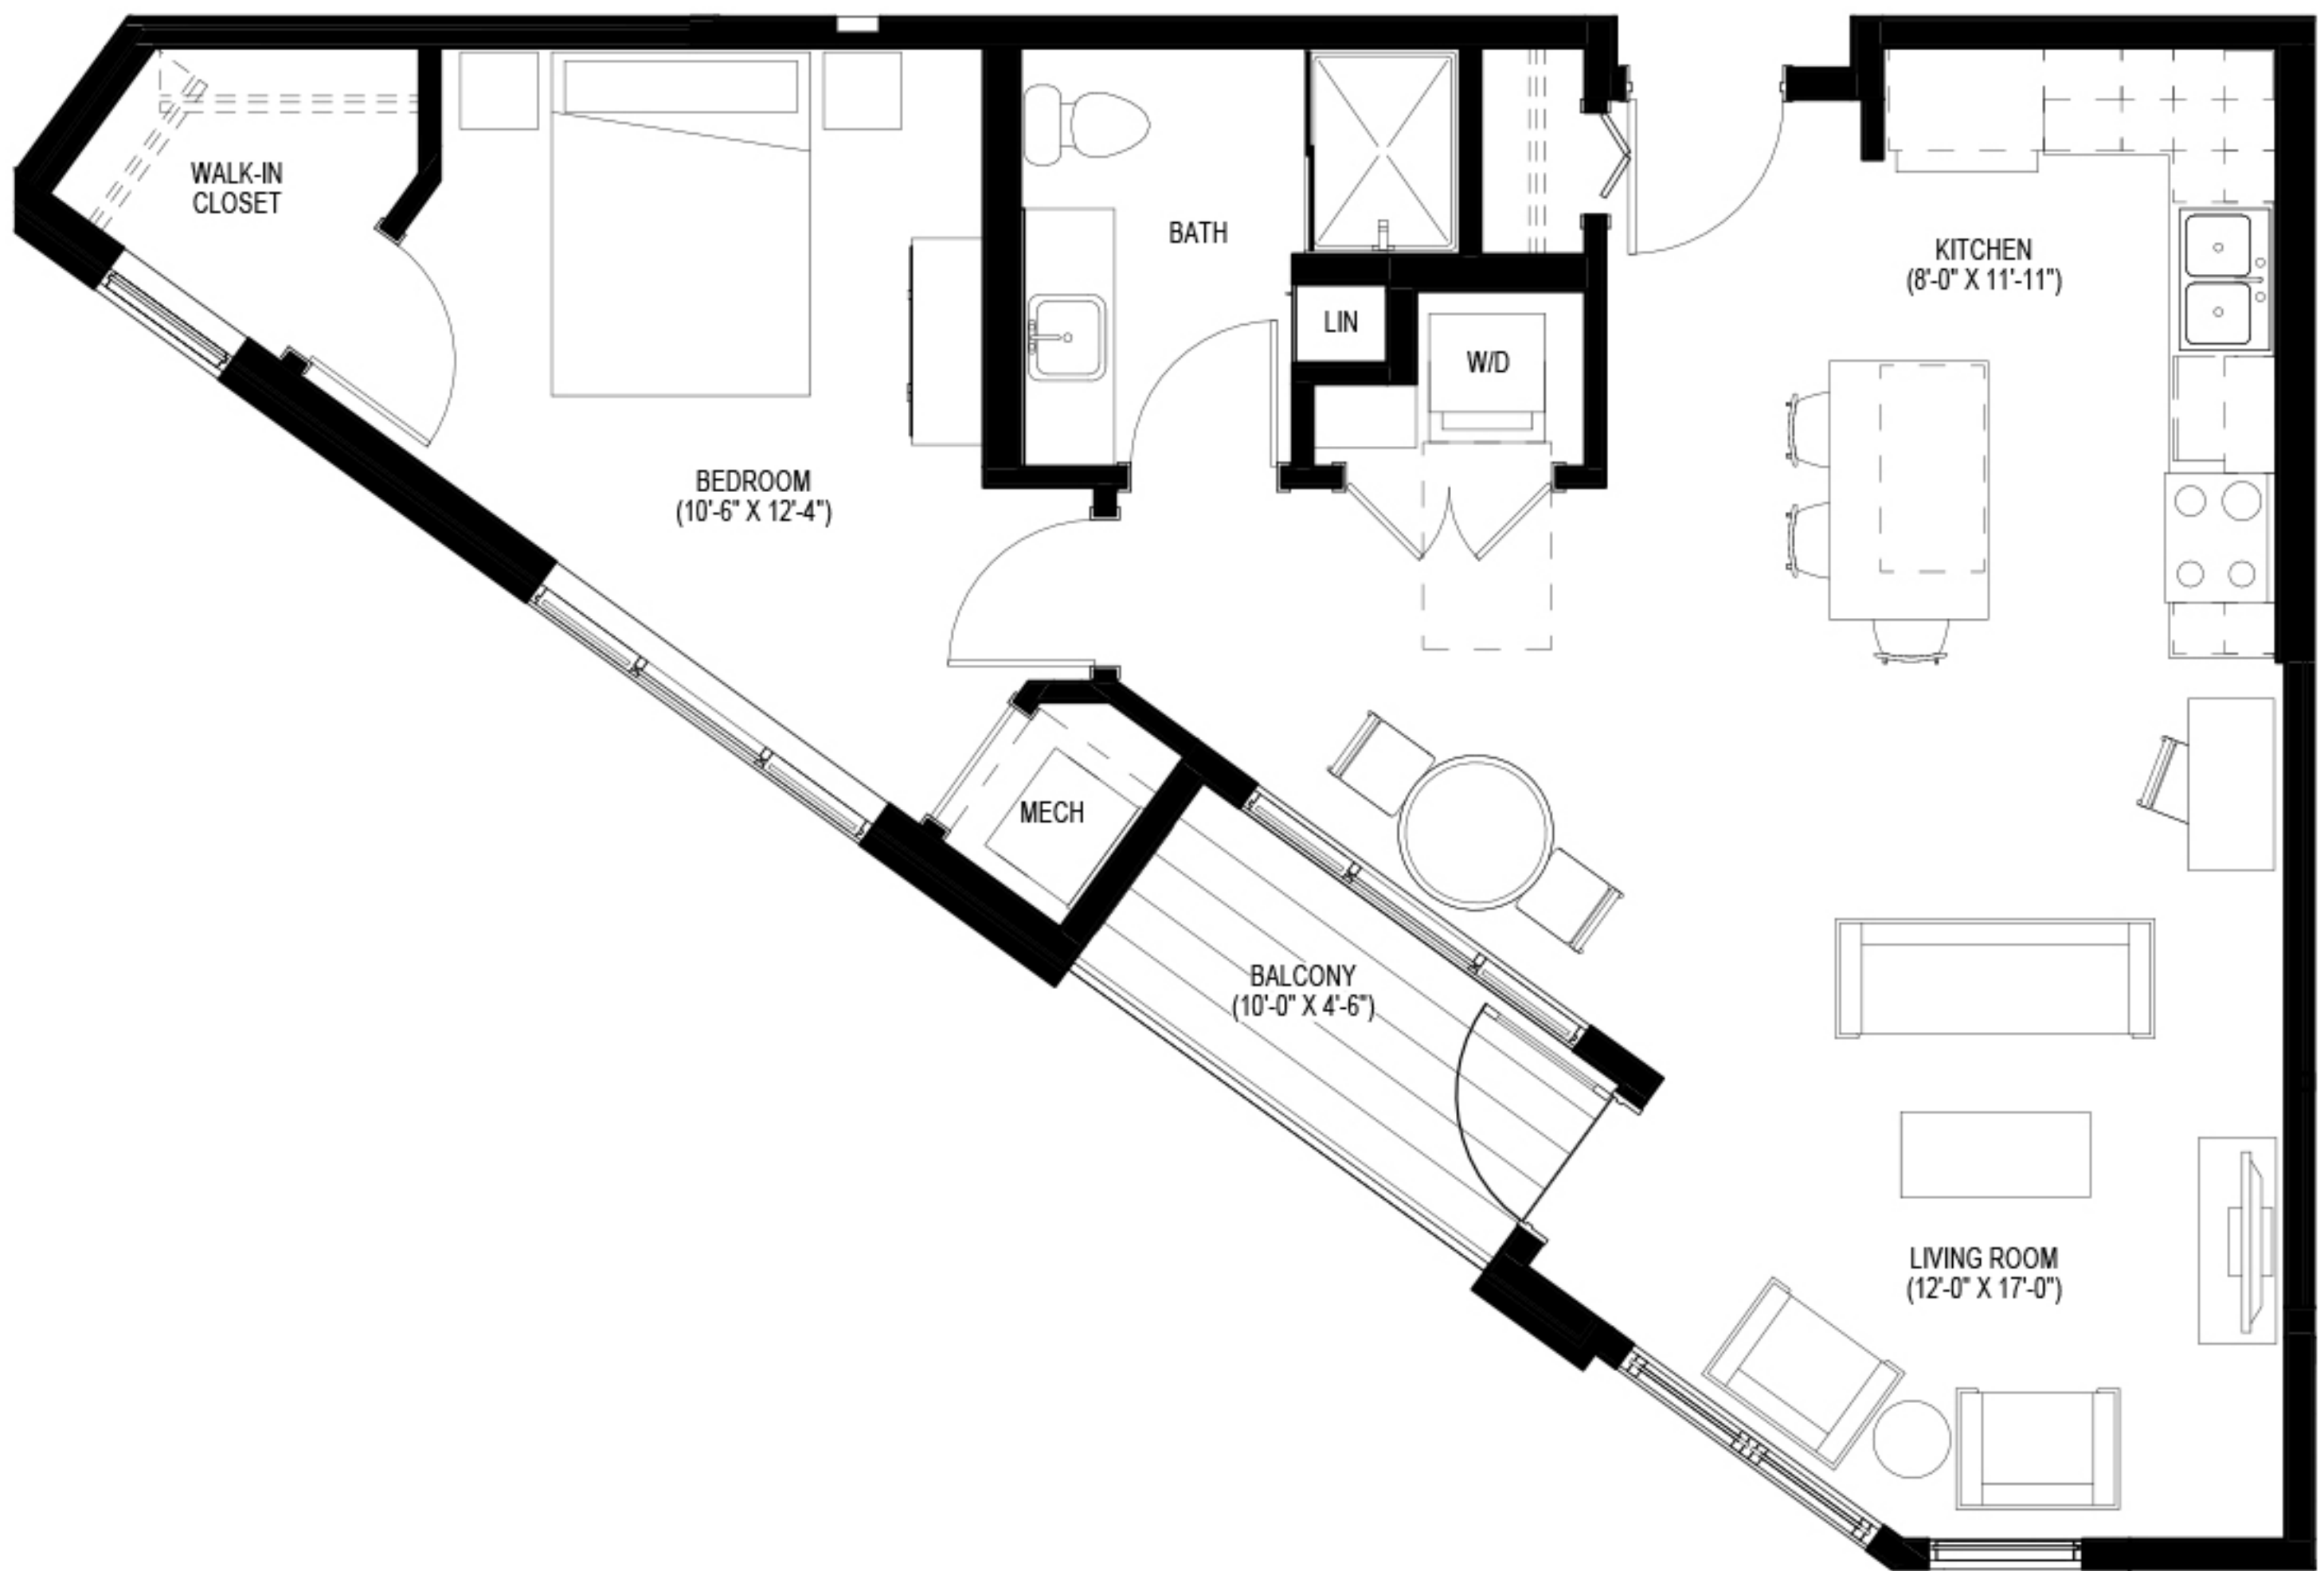 WALK-IN
CLOSET
BATH
KITCHEN
(8'-0" X 11'-11")
LIN
W/D
BEDROOM
(10'-6" X 12'-4")
MECH
BALCONY
(10'-0" X 4'-6")
LIVING ROOM
(12'-0" X 17'-0")